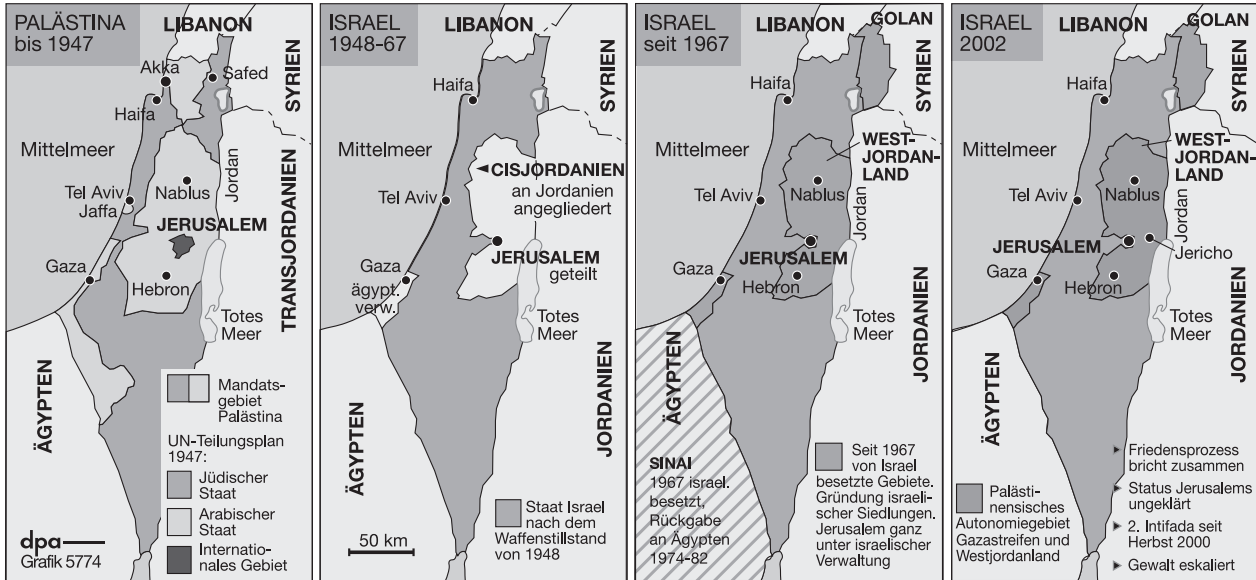 PALÄSTINA
bis 1947
LIBANON
SYRIEN
Akka
Safed
Haifa
Mittelmeer
Jordan
Tel Aviv
Jaffa
Nablus
JERUSALEM
TRANSJORDANIEN
Gaza
Hebron
Totes
Meer
ÄGYPTEN
Mandats-
gebiet
Palästina
UN-Teilungsplan
1947:
Jüdischer
Staat
Arabischer
Staat
Internatio-
nales Gebiet
dpa
Grafik 5774
ISRAEL
1948-67
LIBANON
SYRIEN
Haifa
Mittelmeer
CISJORDANIEN
an Jordanien
angegliedert
Tel Aviv
JERUSALEM
geteilt
Gaza
ägypt.
verw.
Totes
Meer
JORDANIEN
ÄGYPTEN
Staat Israel
nach dem
Waffenstillstand
von 1948
50 km
ISRAEL
seit 1967
LIBANON
GOLAN
SYRIEN
Haifa
Mittelmeer
WEST-
JORDAN-
LAND
Tel Aviv
Nablus
Jordan
JERUSALEM
Gaza
Hebron
Totes
Meer
ÄGYPTEN
JORDANIEN
SINAI
1967 israel.
besetzt,
Rückgabe
an Ägypten
1974-82
Seit 1967
von Israel
besetzte Gebiete.
Gründung israeli-
scher Siedlungen.
Jerusalem ganz
unter israelischer
Verwaltung
ISRAEL
2002
LIBANON
GOLAN
SYRIEN
Haifa
Mittelmeer
WEST-
JORDAN-
LAND
Tel Aviv
Nablus
Jordan
JERUSALEM
Jericho
Gaza
Hebron
Totes
Meer
JORDANIEN
ÄGYPTEN
Palästi-
nensisches
Autonomiegebiet
Gazastreifen und
Westjordanland
Friedensprozess
bricht zusammen
Status Jerusalems
ungeklärt
2. Intifada seit
Herbst 2000
Gewalt eskaliert